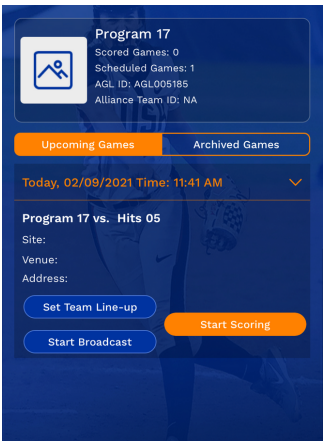 Program 17
Scored Games: 0
Scheduled Games: 1
AGL ID: AGL005185
Alliance Team ID: NA
Upcoming Games
Archived Games
Today, 02/09/2021 Time: 11:41 AM
Program 17 vs. Hits 05
Site:
Venue:
Address:
Set Team Line-up
Start Scoring
Start Broadcast